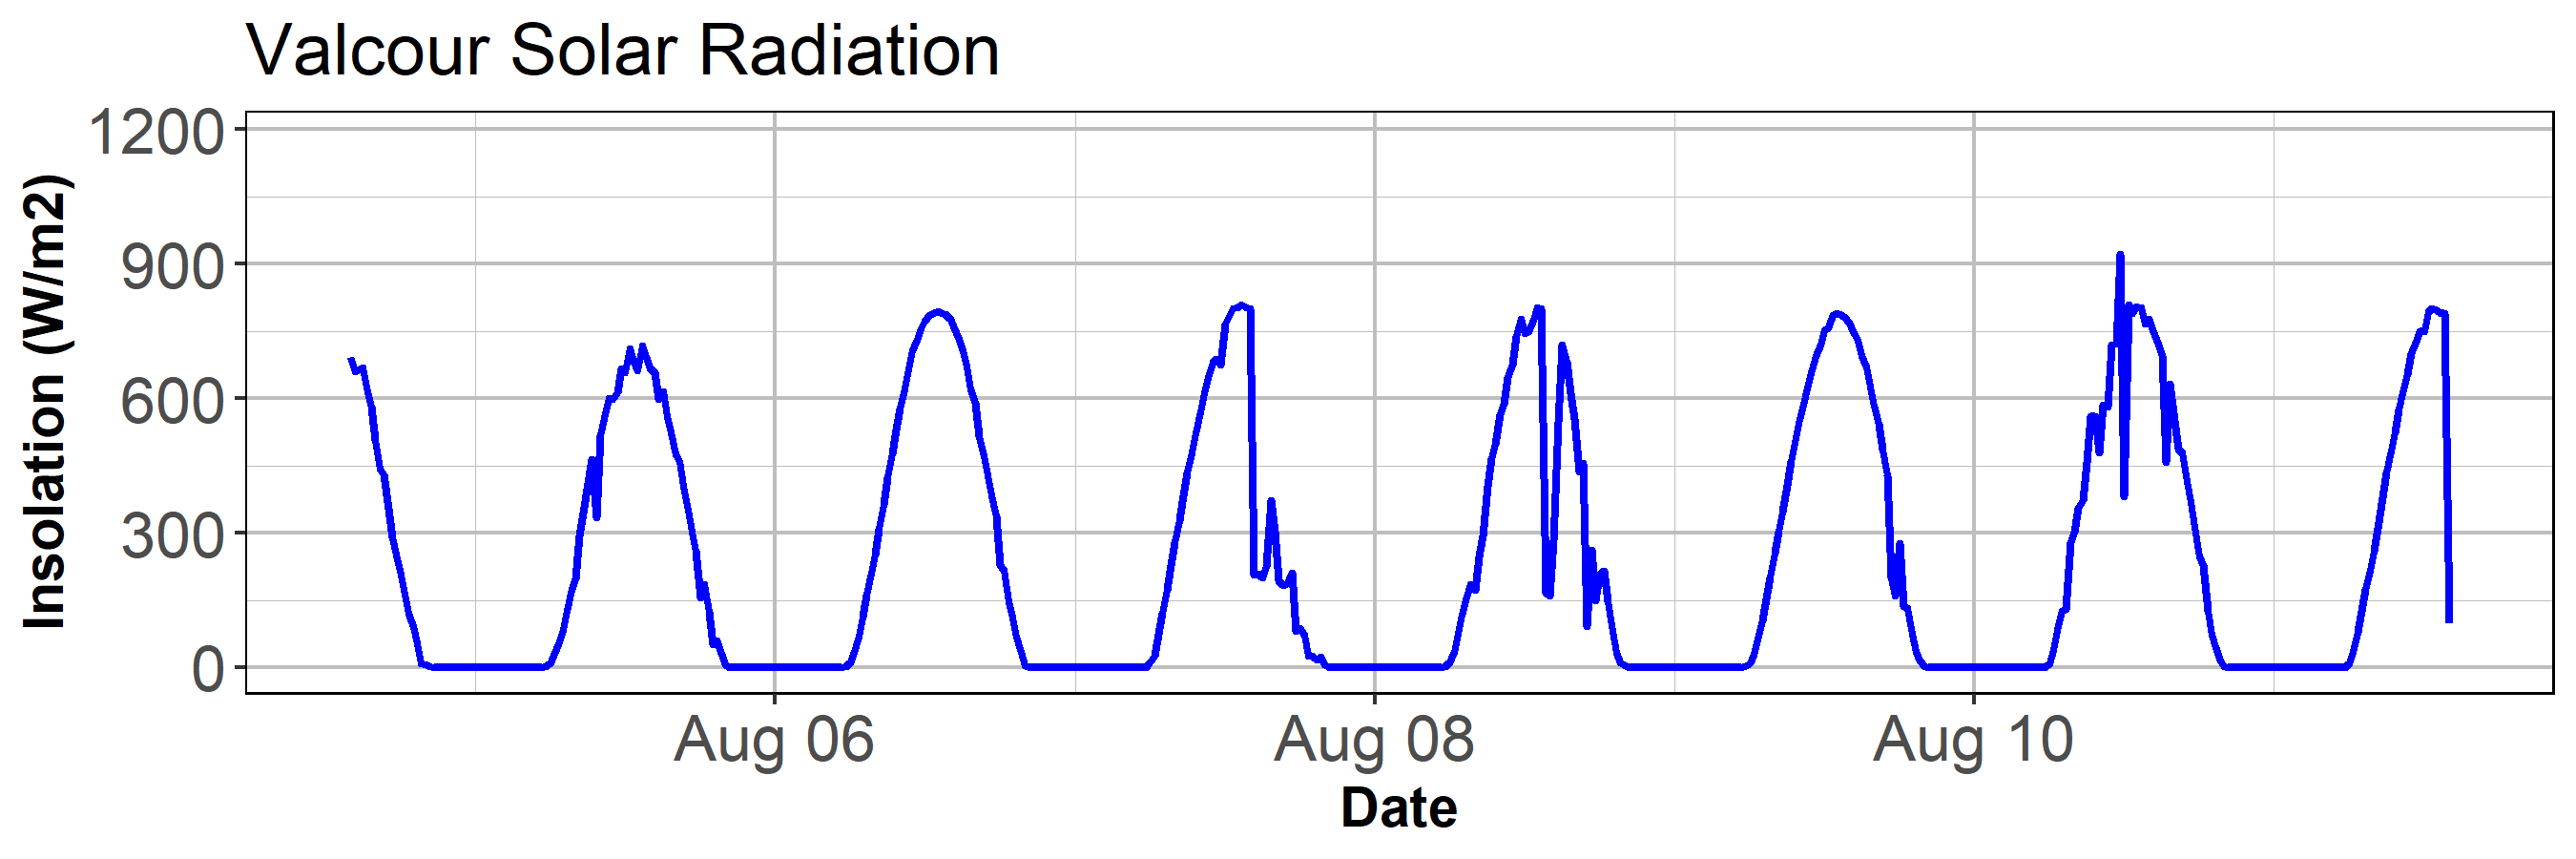 Valcour Solar Radiation
Insolation (W/m2)
1200
900
600
300
0
Aug 06
Aug 08
Aug 10
Date